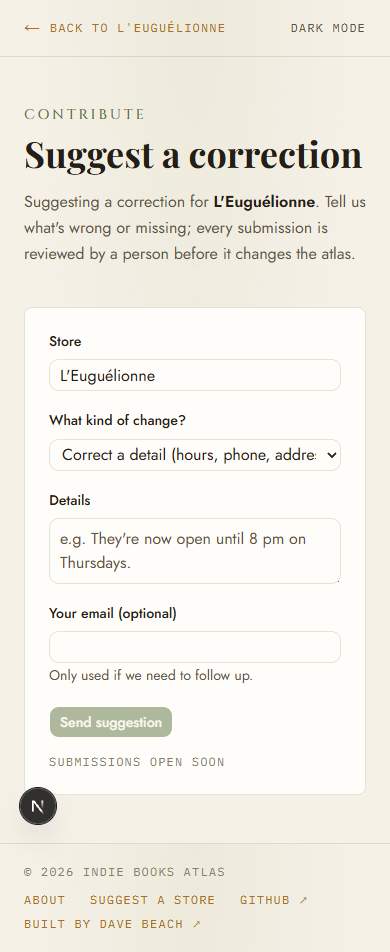 ← BACK TO L'EUGUÉLIONNE
DARK MODE
CONTRIBUTE
Suggest a correction
Suggesting a correction for L'Euguélionne. Tell us
what's wrong or missing; every submission is
reviewed by a person before it changes the atlas.
Store
L'Euguélionne
What kind of change?
Correct a detail (hours, phone, addres
Details
e.g. They're now open until 8 pm on
Thursdays.
Your email (optional)
Only used if we need to follow up.
Send suggestion
SUBMISSIONS OPEN SOON
N
© 2026 INDIE BOOKS ATLAS
ABOUT SUGGEST A STORE GITHUB ↗
BUILT BY DAVE BEACH ↗